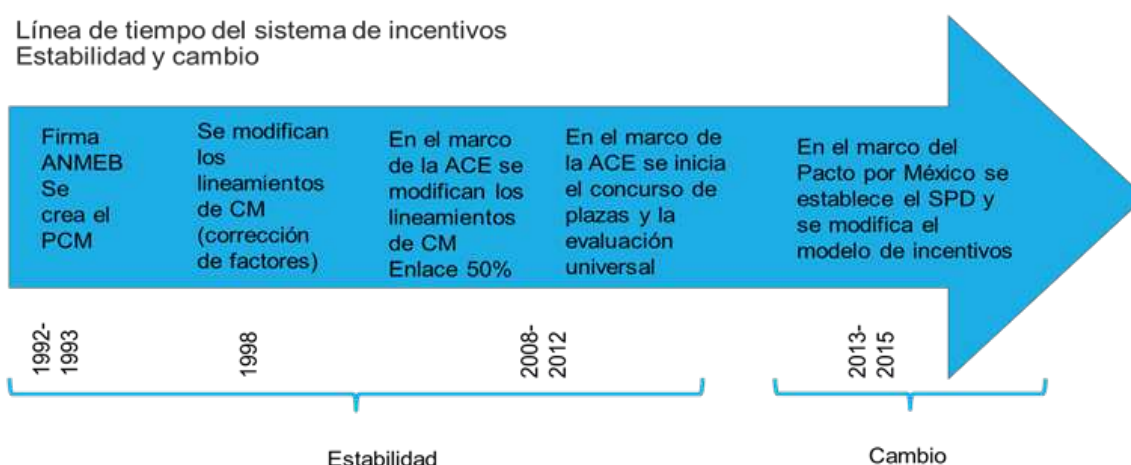 Línea de tiempo del sistema de incentivos
Estabilidad y cambio
Firma
ANMEB
Se
crea el
PCM
Se modifican
los
lineamientos
de CM
(corrección
de factores)
En el marco
de la ACE se
modifican los
lineamientos
de CM
Enlace 50%
En el marco de
la ACE se inicia
el concurso de
plazas y la
evaluación
universal
En el marco del
Pacto por México se
establece el SPD y
se modifica el
modelo de incentivos
1992-
1993
1998
2008-
2012
2013-
2015
Estabilidad
Cambio